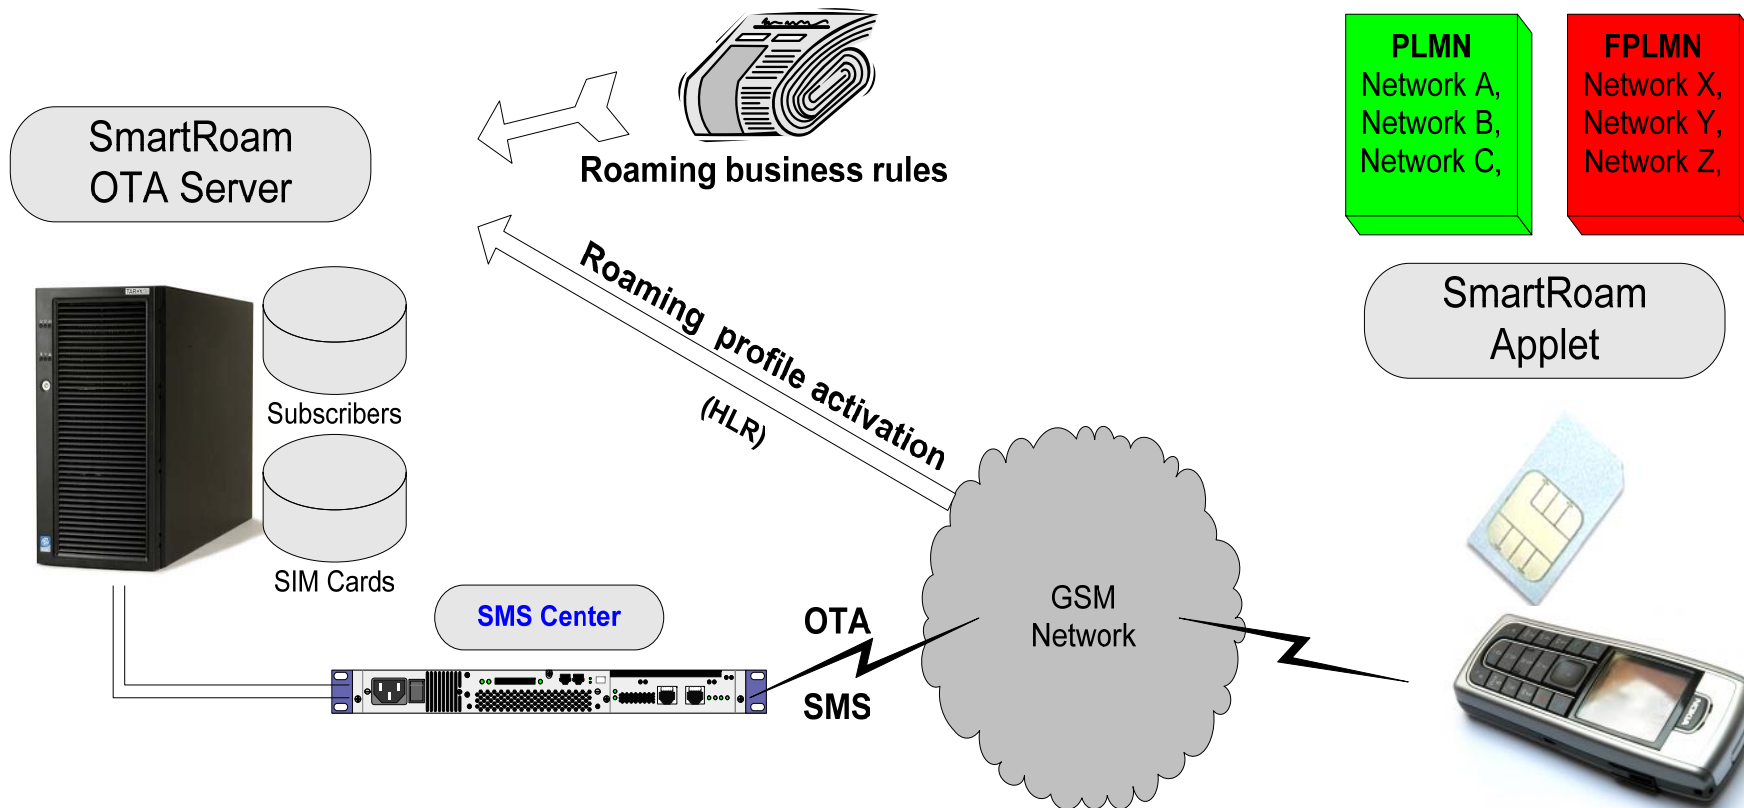 SmartRoam
OTA Server
Roaming business rules
PLMN
Network A,
Network B,
Network C,
FPLMN
Network X,
Network Y,
Network Z,
SmartRoam
Applet
Roaming profile activation
(HLR)
Subscribers
SIM Cards
SMS Center
OTA
SMS
GSM
Network
NOKIA